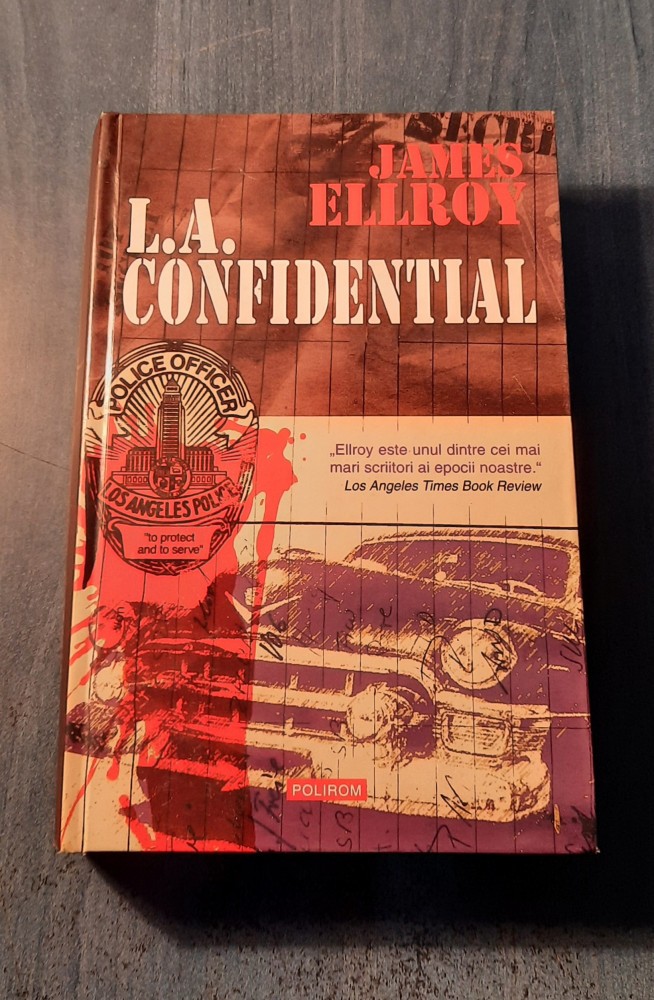 JAMES
ELLROY
L.A.
CONFIDENTIAL
POLICE OFFICER
LOS ANGELES POLICE
"to protect
and to serve"
„Ellroy este unul dintre cei mai
mari scriitori ai epocii noastre.“
Los Angeles Times Book Review
POLIROM